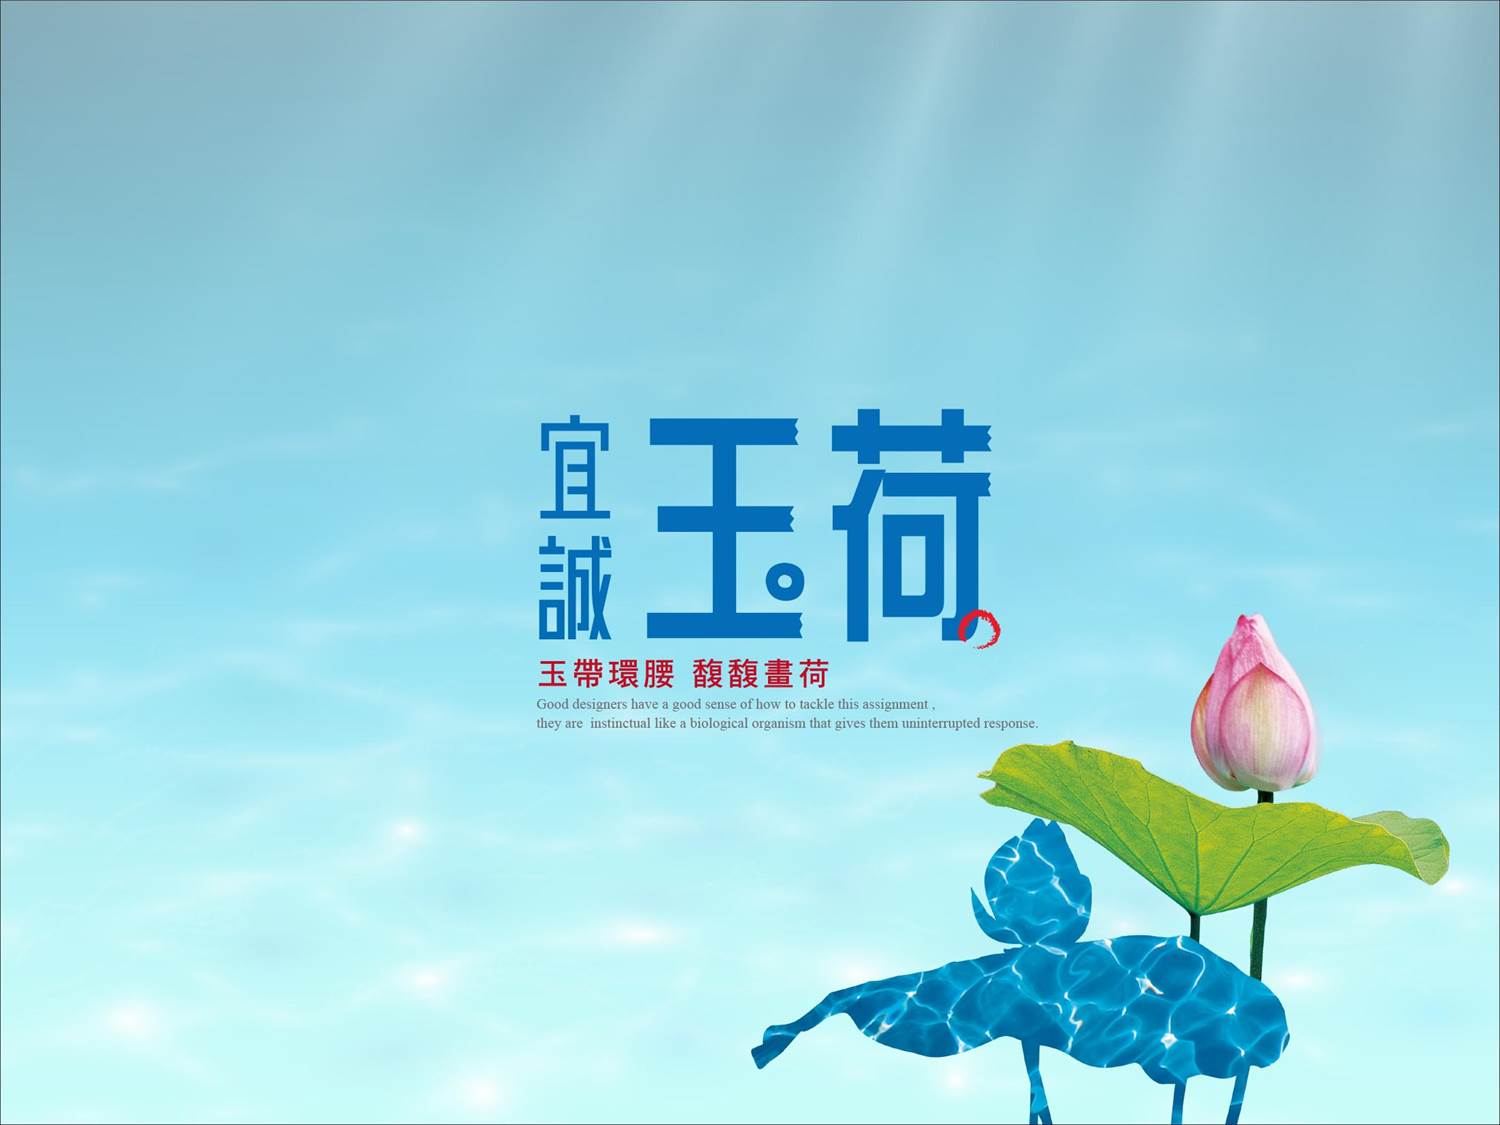 宜誠
玉荷
玉帶環腰 馥馥畫荷
Good designers have a good sense of how to tackle this assignment ,
they are  instinctual like a biological organism that gives them uninterrupted response.